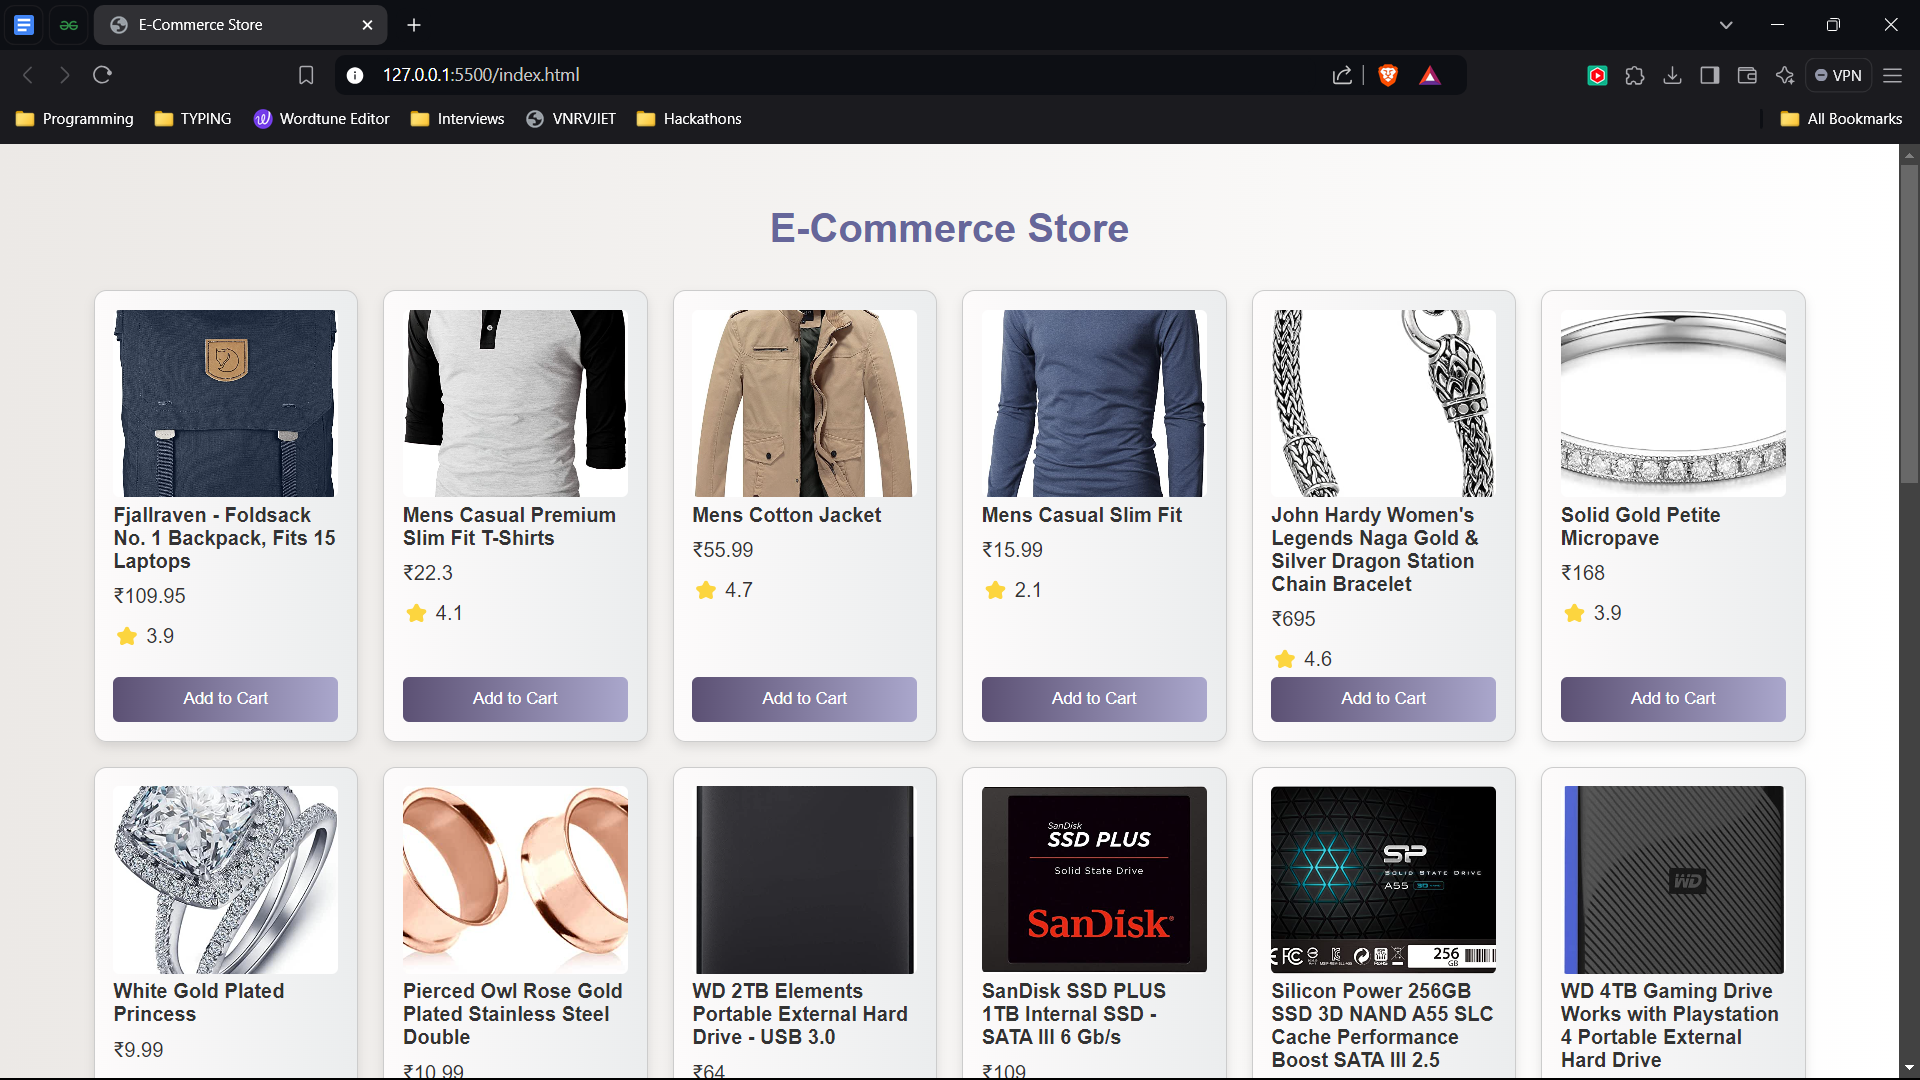 E-Commerce Store
127.0.0.1:5500/index.html
VPN
Programming
TYPING
Wordtune Editor
Interviews
VNRVJIET
Hackathons
All Bookmarks
E-Commerce Store
Fjallraven - Foldsack
No. 1 Backpack, Fits 15
Laptops
₹109.95
3.9
Add to Cart
Mens Casual Premium
Slim Fit T-Shirts
₹22.3
4.1
Add to Cart
Mens Cotton Jacket
₹55.99
4.7
Add to Cart
Mens Casual Slim Fit
₹15.99
2.1
Add to Cart
John Hardy Women's
Legends Naga Gold &
Silver Dragon Station
Chain Bracelet
₹695
4.6
Add to Cart
Solid Gold Petite
Micropave
₹168
3.9
Add to Cart
White Gold Plated
Princess
₹9.99
Pierced Owl Rose Gold
Plated Stainless Steel
Double
₹10.99
WD 2TB Elements
Portable External Hard
Drive - USB 3.0
₹64
SanDisk
SSD PLUS
Solid State Drive
SanDisk
SanDisk SSD PLUS
1TB Internal SSD -
SATA III 6 Gb/s
₹109
SP
SOLID STATE DRIVE
A55
256
GB
Silicon Power 256GB
SSD 3D NAND A55 SLC
Cache Performance
Boost SATA III 2.5
WD
WD 4TB Gaming Drive
Works with Playstation
4 Portable External
Hard Drive